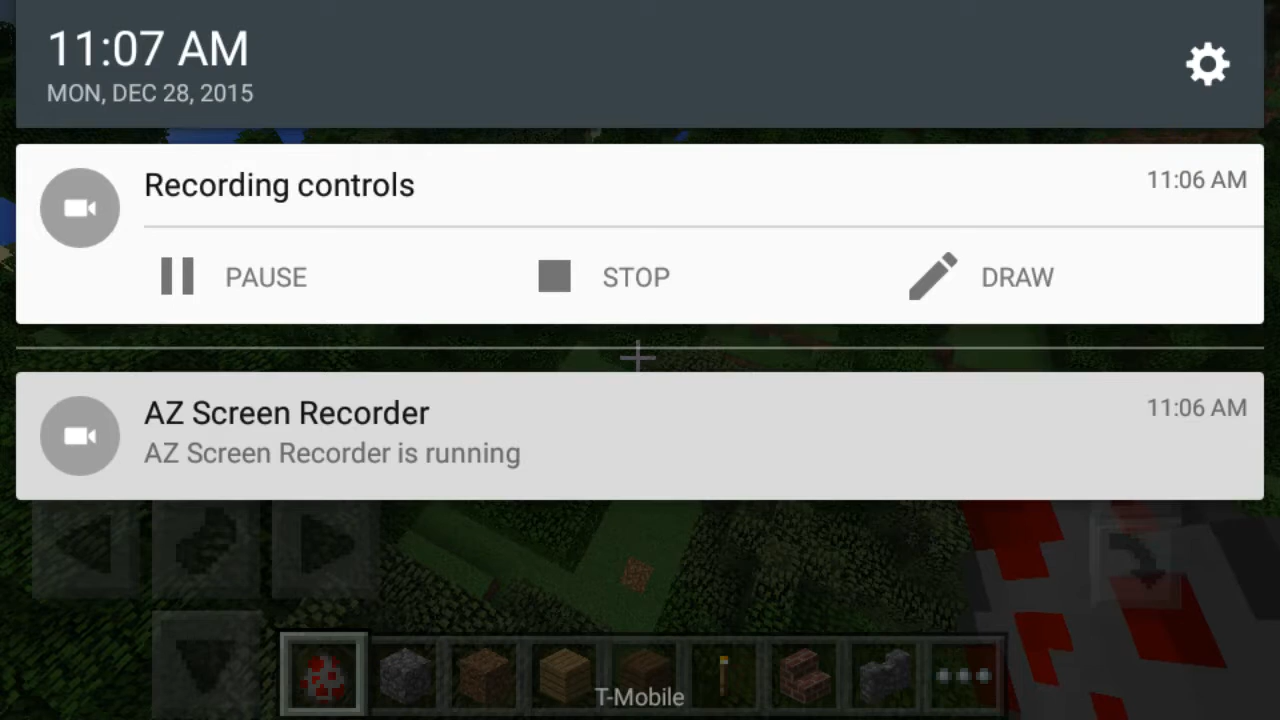 11:07 AM
MON, DEC 28, 2015
Recording controls
11:06 AM
PAUSE
STOP
DRAW
AZ Screen Recorder
11:06 AM
AZ Screen Recorder is running
T-Mobile